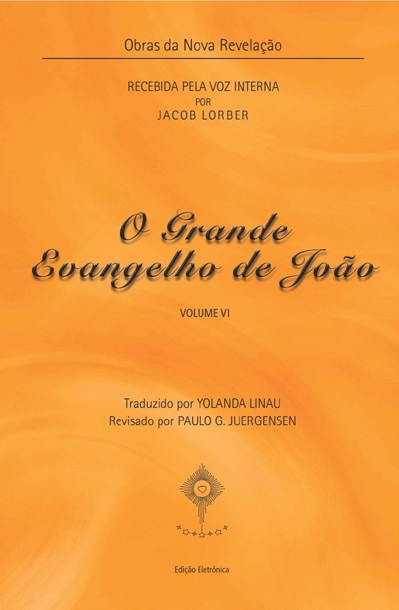 Obras da Nova Revelação
RECEBIDA PELA VOZ INTERNA
POR
JACOB LORBER
O Grande
Evangelho de João
VOLUME VI
Traduzido por YOLANDA LINAU
Revisado por PAULO G. JUERGENSEN
Edição Eletrônica